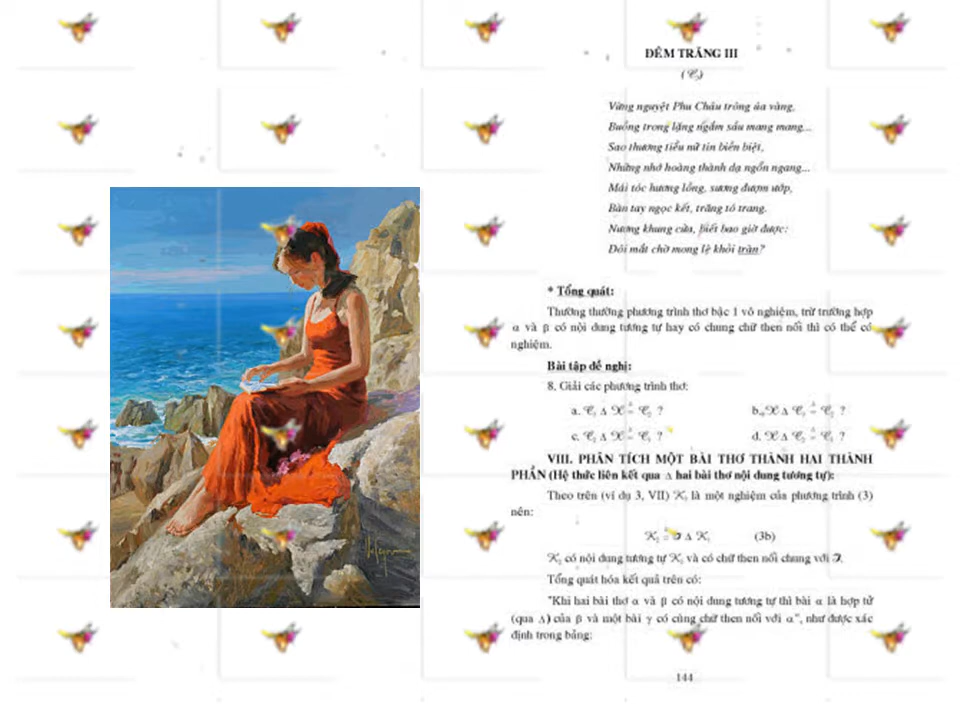 ĐÊM TRĂNG III
Vừng nguyệt Phu Châu trông úa vàng,
Buồng trong lặng ngắm sầu mang mang...
Sao thương tiểu nữ tin biền biệt,
Những nhớ hoàng thành dạ ngổn ngang...
Mái tóc hương lồng, sương đượm ướp,
Bàn tay ngọc kết, trăng tỏ trang.
Nương khung cửa, biết bao giờ được:
Đôi mắt chờ mong lệ khỏi tràn?
* Tổng quát:
Thường thường phương trình thơ bậc 1 vô nghiệm, trừ trường hợp
α và β có nội dung tương tự hay có chung chữ then nối thì có thể có
nghiệm.
Bài tập đề nghị:
8. Giải các phương trình thơ:
a. Δ ?
b. Δ ?
c. Δ ?
d. Δ ?
VIII. PHÂN TÍCH MỘT BÀI THƠ THÀNH HAI THÀNH
PHẦN (Hệ thức liên kết qua Δ hai bài thơ nội dung tương tự):
Theo trên (ví dụ 3, VII) là một nghiệm của phương trình (3)
nên:
Δ (3b)
có nội dung tương tự và có chữ then nối chung với
Tổng quát hóa kết quả trên có:
"Khi hai bài thơ α và β có nội dung tương tự thì bài α là hợp tử
(qua Δ) của β và một bài γ có cùng chữ then nối với α", như được xác
định trong bảng:
144